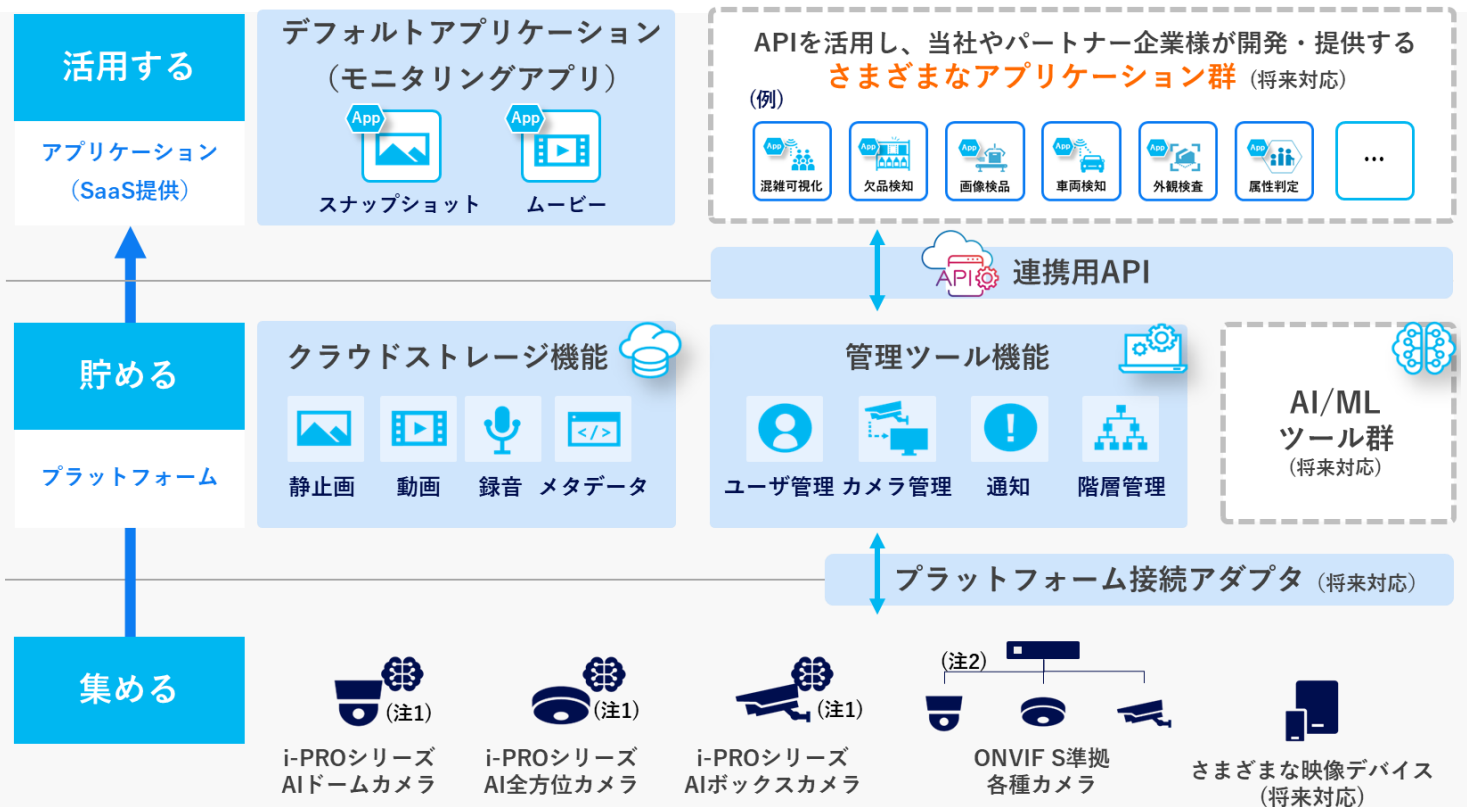 活用する
アプリケーション
（SaaS提供）
デフォルトアプリケーション
（モニタリングアプリ）
App
App
スナップショット
ムービー
APIを活用し、当社やパートナー企業様が開発・提供する
さまざまなアプリケーション群 (将来対応)
(例)
App
混雑可視化
App
欠品検知
App
画像検品
App
車両検知
App
外観検査
App
属性判定
…
API
連携用API
貯める
プラットフォーム
クラウドストレージ機能
静止画
動画
録音
</>
メタデータ
管理ツール機能
ユーザ管理
カメラ管理
通知
階層管理
AI/ML
ツール群
(将来対応)
プラットフォーム接続アダプタ (将来対応)
集める
(注1)
i-PROシリーズ
AIドームカメラ
(注1)
i-PROシリーズ
AI全方位カメラ
(注1)
i-PROシリーズ
AIボックスカメラ
(注2)
ONVIF S準拠
各種カメラ
さまざまな映像デバイス
(将来対応)